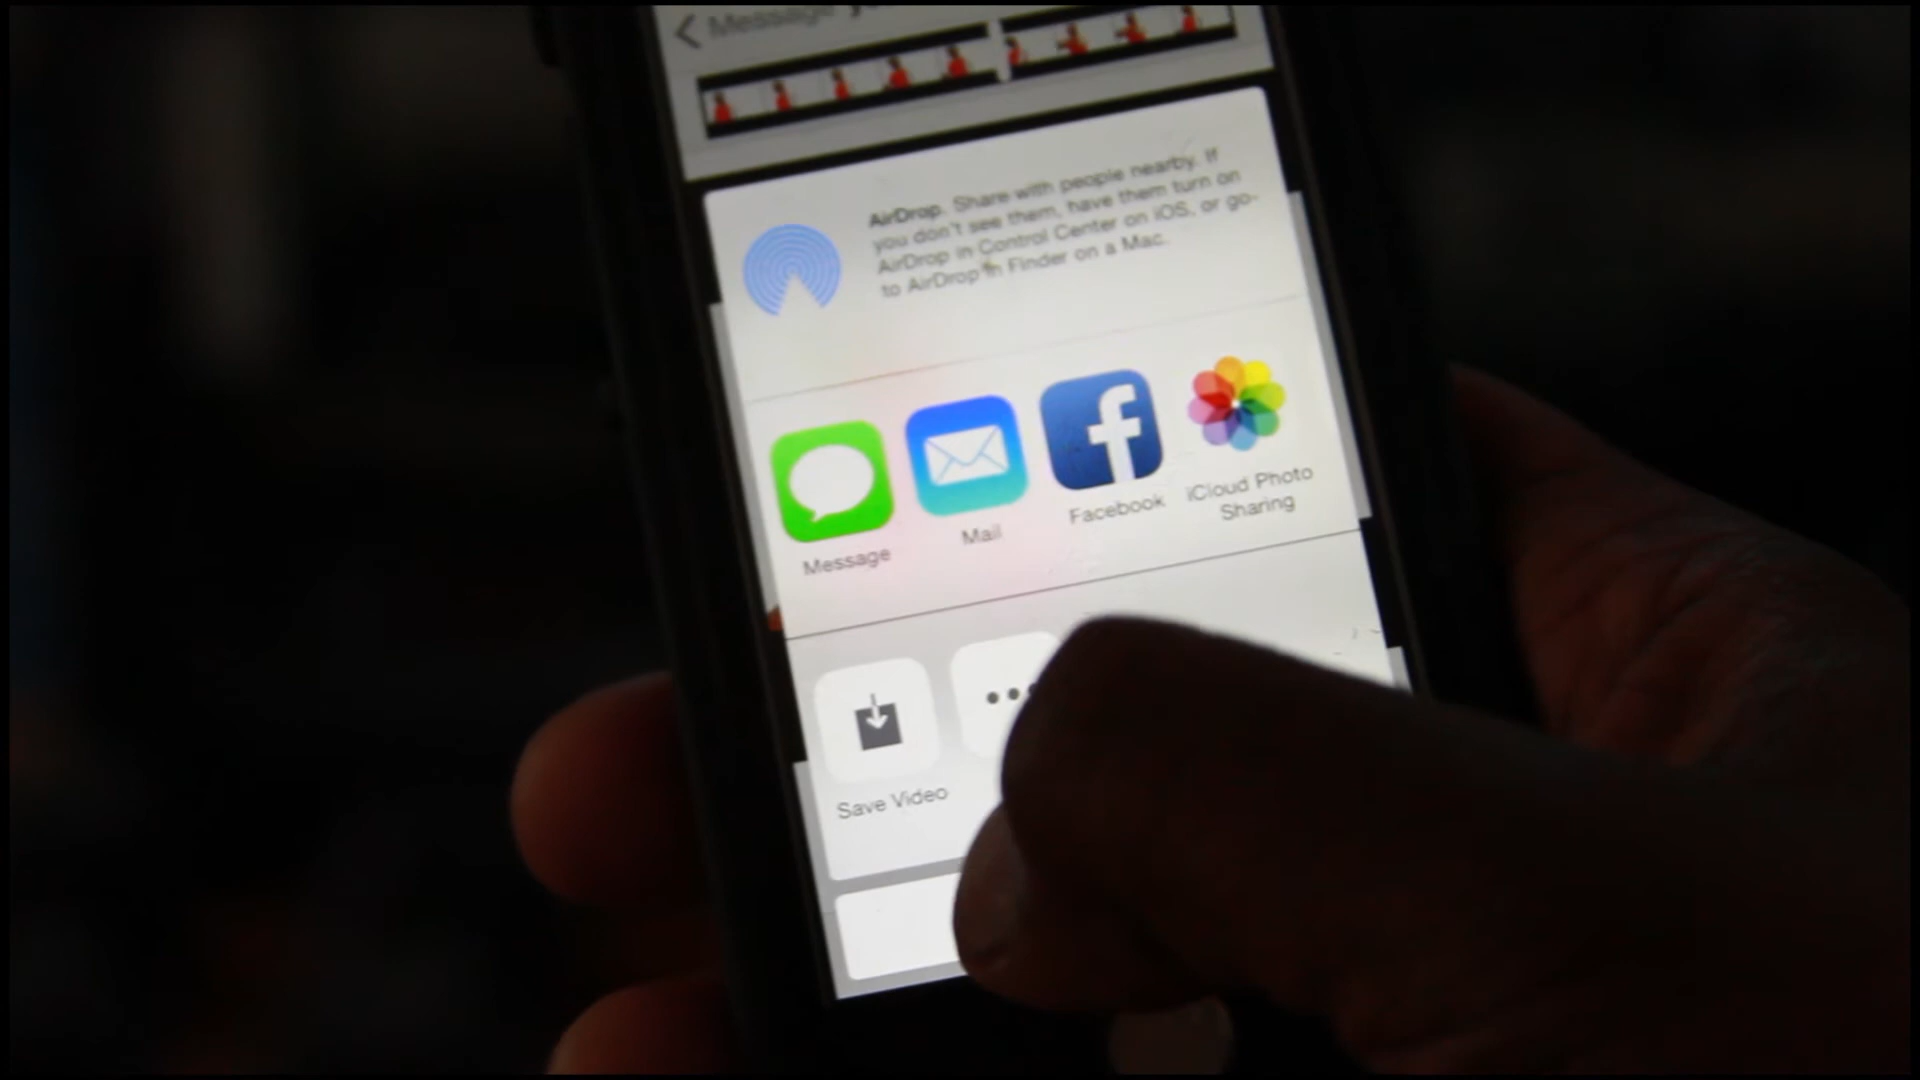 Message
AirDrop. Share with people nearby. If
you don't see them, have them turn on
AirDrop in Control Center on iOS, or go
to AirDrop in Finder on a Mac.
Message
Mail
Facebook
iCloud Photo
Sharing
Save Video